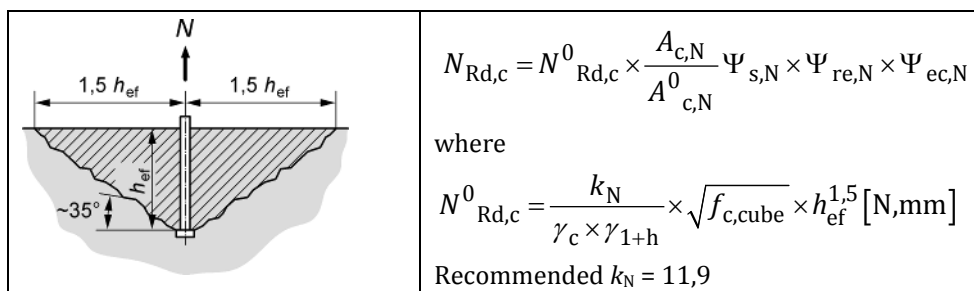 N
1,5 h_ef 1,5 h_ef
h_ef
~35°
N_Rd,c = N^0_Rd,c × A_c,N / A^0_c,N Ψ_s,N × Ψ_re,N × Ψ_ec,N
where
N^0_Rd,c = k_N / (γ_c × γ_1+h) × √f_c,cube × h_ef^1,5 [N,mm]
Recommended k_N = 11,9